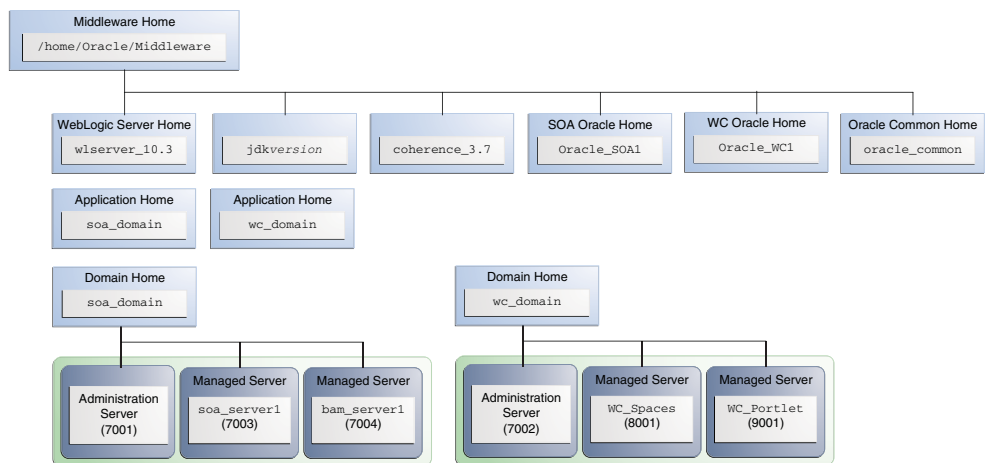 Middleware Home
/home/Oracle/Middleware
WebLogic Server Home
wlserver_10.3
jdkversion
coherence_3.7
SOA Oracle Home
Oracle_SOA1
WC Oracle Home
Oracle_WC1
Oracle Common Home
oracle_common
Application Home
soa_domain
Application Home
wc_domain
Domain Home
soa_domain
Administration
Server
(7001)
Managed Server
soa_server1
(7003)
Managed Server
bam_server1
(7004)
Domain Home
wc_domain
Administration
Server
(7002)
Managed Server
WC_Spaces
(8001)
Managed Server
WC_Portlet
(9001)